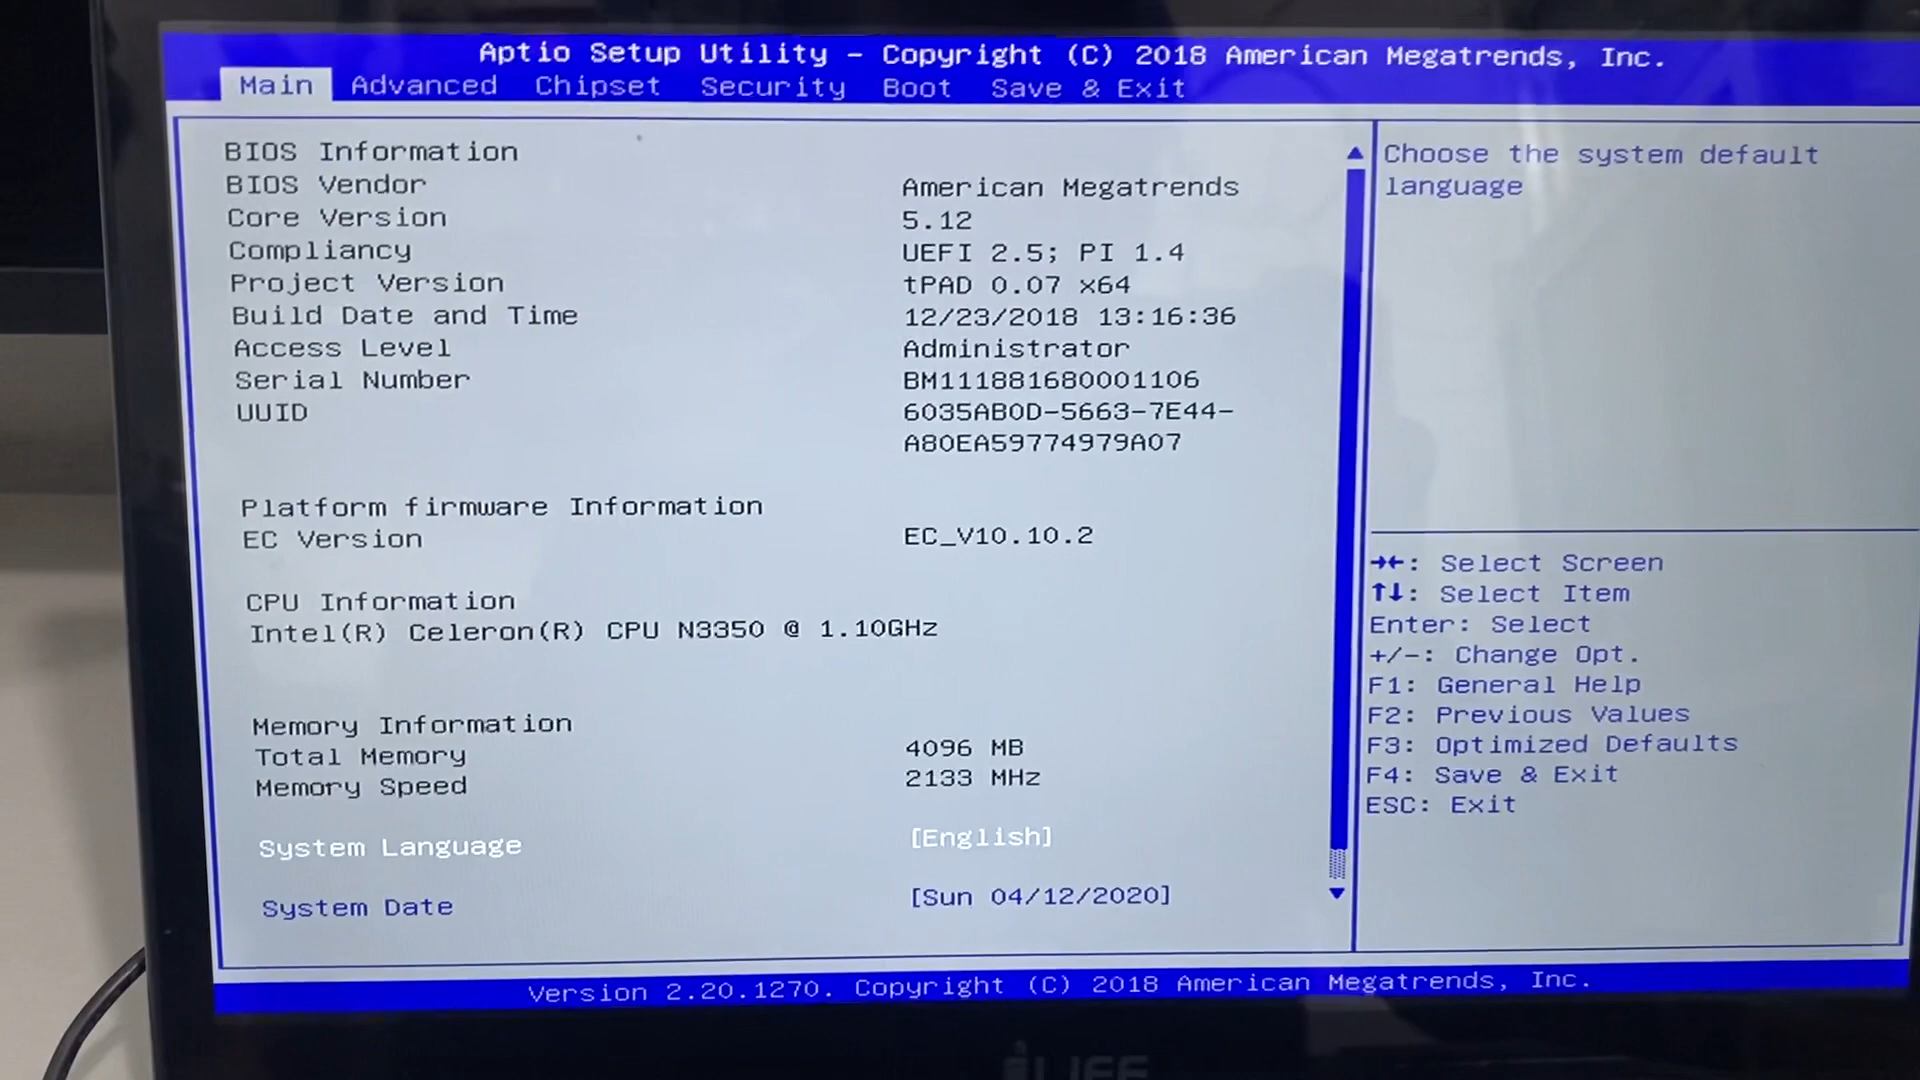 Aptio Setup Utility – Copyright (C) 2018 American Megatrends, Inc.
Main Advanced Chipset Security Boot Save & Exit
BIOS Information
BIOS Vendor American Megatrends
Core Version 5.12
Compliancy UEFI 2.5; PI 1.4
Project Version tPAD 0.07 x64
Build Date and Time 12/23/2018 13:16:36
Access Level Administrator
Serial Number BM111881680001106
UUID 6035AB0D-5663-7E44-
A80EA59774979A07
Platform firmware Information
EC Version EC_V10.10.2
CPU Information
Intel(R) Celeron(R) CPU N3350 @ 1.10GHz
Memory Information
Total Memory 4096 MB
Memory Speed 2133 MHz
System Language [English]
System Date [Sun 04/12/2020]
Choose the system default
language
→←: Select Screen
↑↓: Select Item
Enter: Select
+/-: Change Opt.
F1: General Help
F2: Previous Values
F3: Optimized Defaults
F4: Save & Exit
ESC: Exit
Version 2.20.1270. Copyright (C) 2018 American Megatrends, Inc.